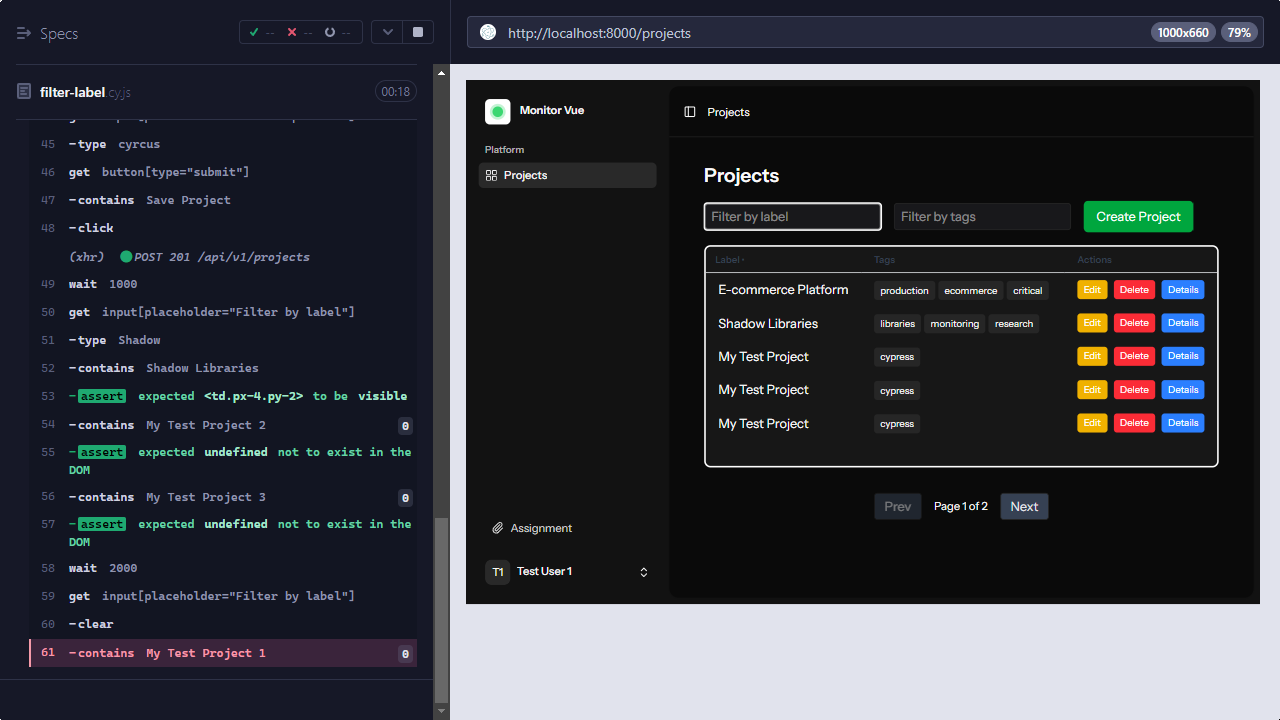 Specs
-- -- --
http://localhost:8000/projects
1000x660
79%
filter-label.cy.js
00:18
45 -type cyrcus
46 get button[type="submit"]
47 -contains Save Project
48 -click
(xhr) POST 201 /api/v1/projects
49 wait 1000
50 get input[placeholder="Filter by label"]
51 -type Shadow
52 -contains Shadow Libraries
53 -assert expected <td.px-4.py-2> to be visible
54 -contains My Test Project 2 0
55 -assert expected undefined not to exist in the
DOM
56 -contains My Test Project 3 0
57 -assert expected undefined not to exist in the
DOM
58 wait 2000
59 get input[placeholder="Filter by label"]
60 -clear
61 -contains My Test Project 1 0
Monitor Vue
Platform
Projects
Assignment
T1 Test User 1
Projects
Projects
Filter by label
Filter by tags
Create Project
Label Tags Actions
E-commerce Platform production ecommerce critical Edit Delete Details
Shadow Libraries libraries monitoring research Edit Delete Details
My Test Project cypress Edit Delete Details
My Test Project cypress Edit Delete Details
My Test Project cypress Edit Delete Details
Prev Page 1 of 2 Next